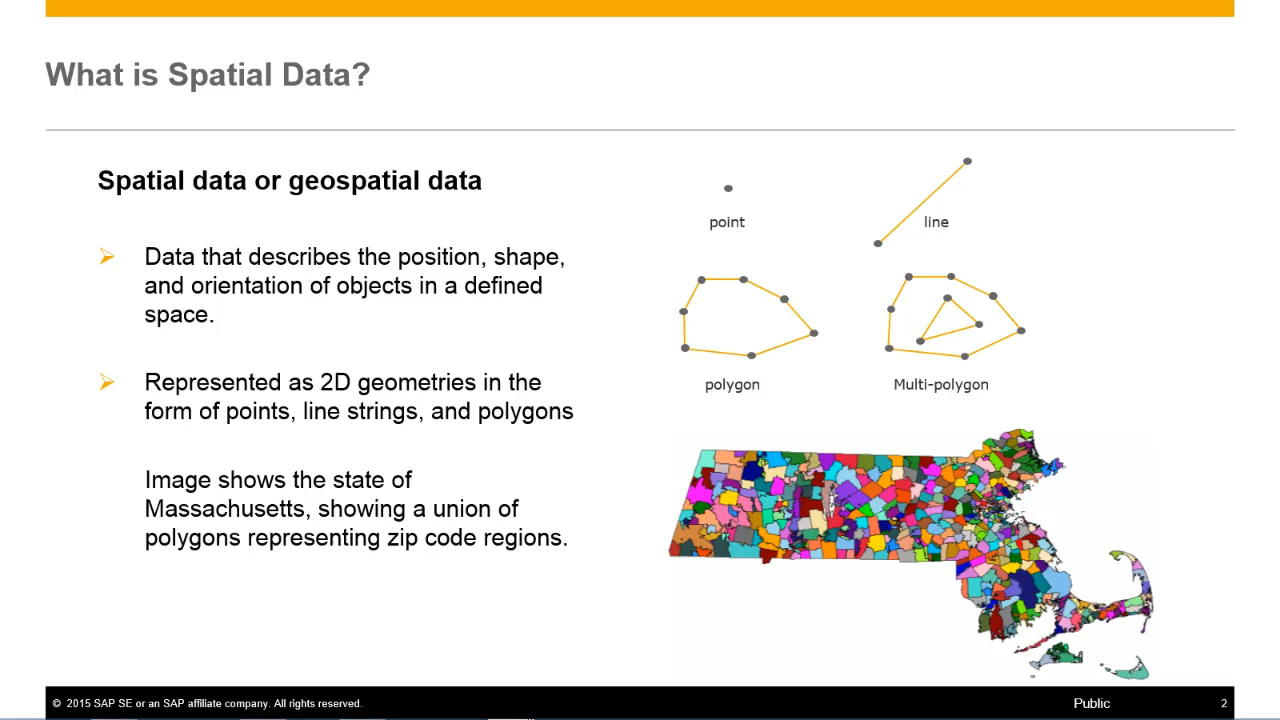 What is Spatial Data?
Spatial data or geospatial data
Data that describes the position, shape,
and orientation of objects in a defined
space.
Represented as 2D geometries in the
form of points, line strings, and polygons
Image shows the state of
Massachusetts, showing a union of
polygons representing zip code regions.
point
line
polygon
Multi-polygon
© 2015 SAP SE or an SAP affiliate company. All rights reserved.
Public
2